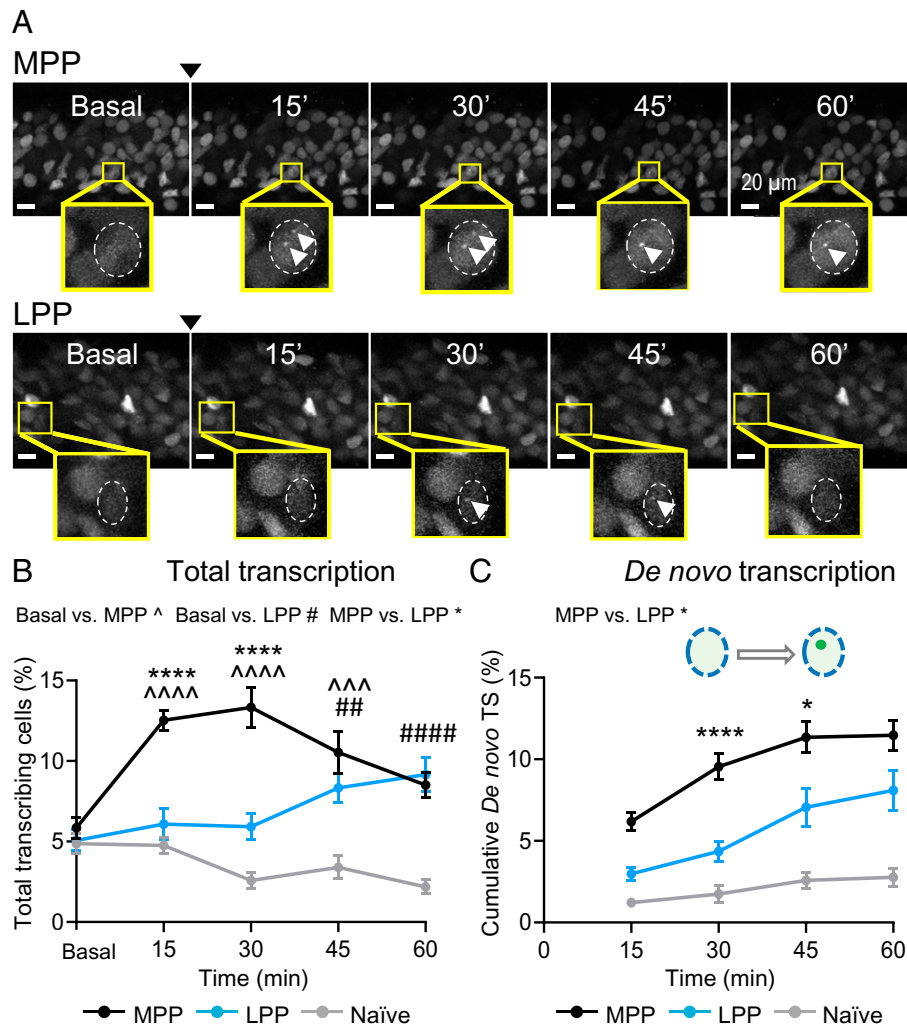 A
MPP
Basal 15’ 30’ 45’ 60’
20 µm
LPP
Basal 15’ 30’ 45’ 60’
B Total transcription
Basal vs. MPP ^ Basal vs. LPP # MPP vs. LPP *
Total transcribing cells (%)
15
10
5
0
****
^^^^
****
^^^^
^^^
##
####
Basal 15 30 45 60
Time (min)
MPP LPP Naïve
C De novo transcription
MPP vs. LPP *
Cumulative De novo TS (%)
15
10
5
0
****
*
0 15 30 45 60
Time (min)
MPP LPP Naïve